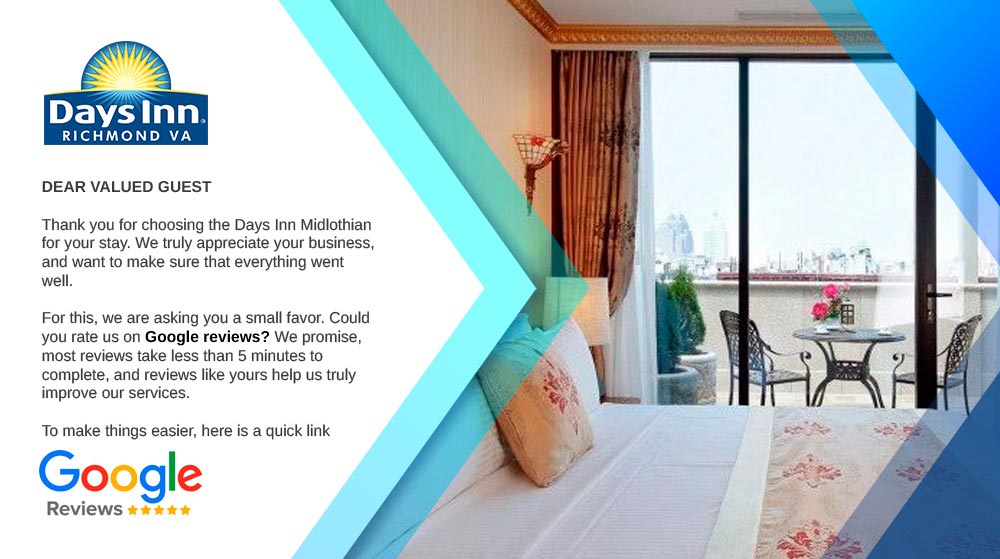 Days Inn®
RICHMOND VA
DEAR VALUED GUEST
Thank you for choosing the Days Inn Midlothian
for your stay. We truly appreciate your business,
and want to make sure that everything went
well.
For this, we are asking you a small favor. Could
you rate us on Google reviews? We promise,
most reviews take less than 5 minutes to
complete, and reviews like yours help us truly
improve our services.
To make things easier, here is a quick link
Google
Reviews